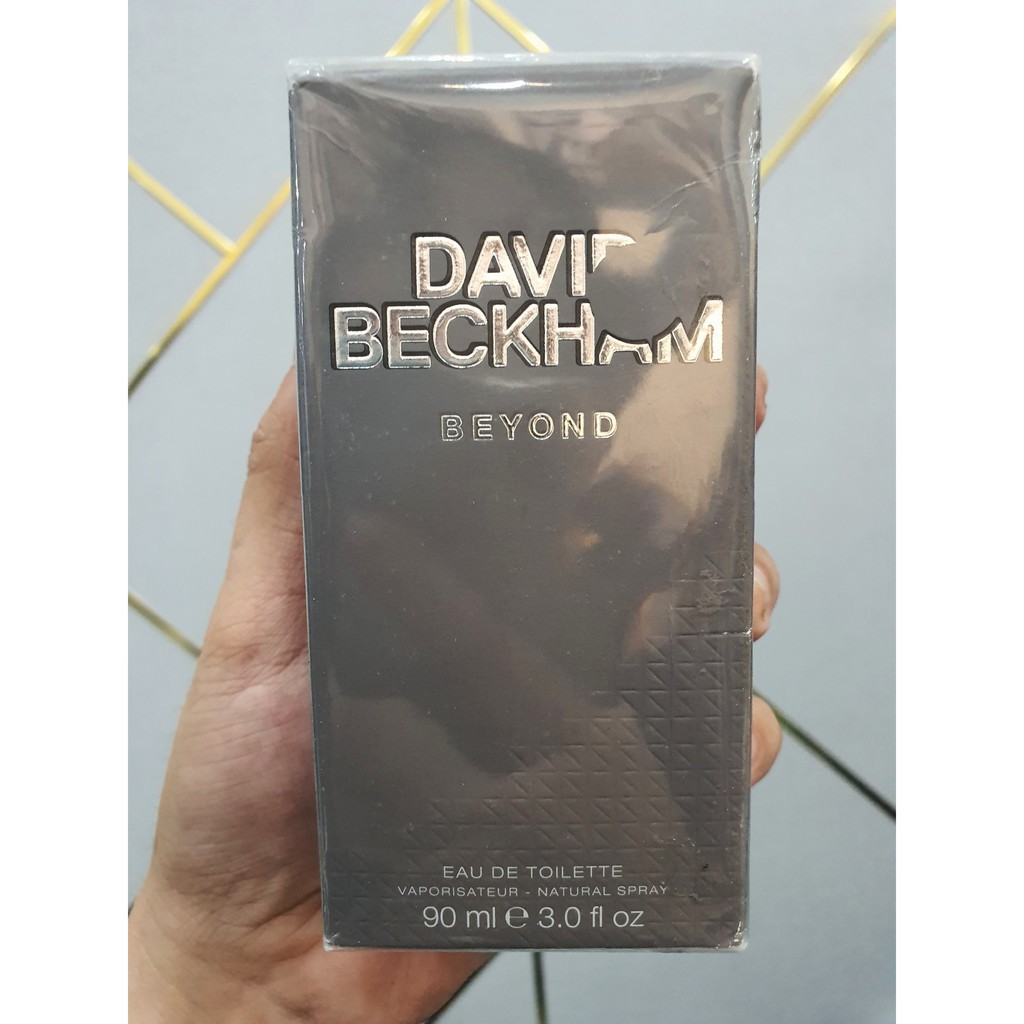 DAVID
BECKHAM
BEYOND
EAU DE TOILETTE
VAPORISATEUR - NATURAL SPRAY
90 ml ℮ 3.0 fl oz